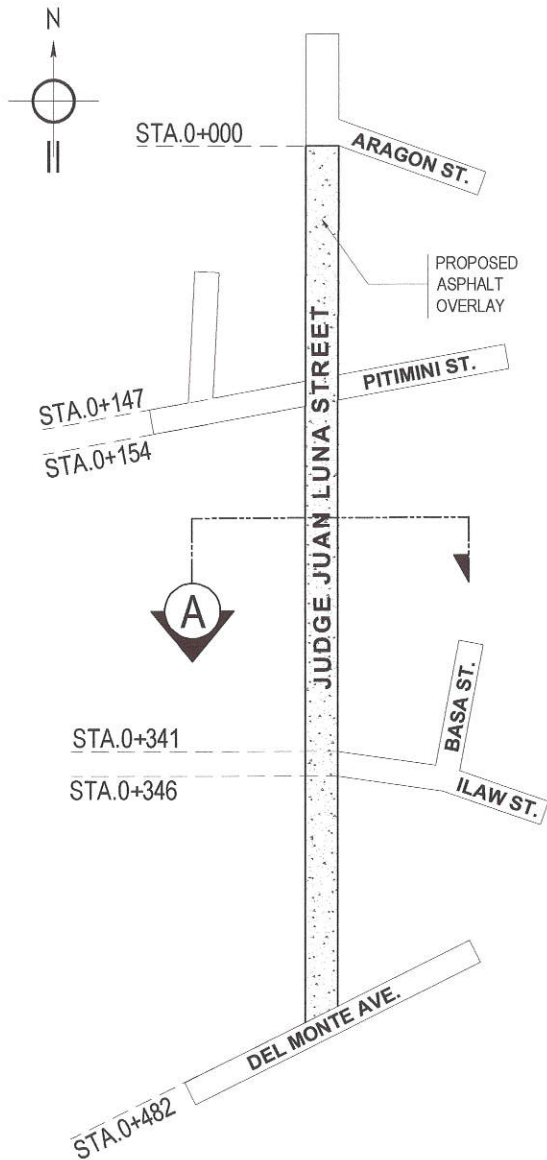 N
STA.0+000
ARAGON ST.
PROPOSED
ASPHALT
OVERLAY
JUDGE JUAN LUNA STREET
PITIMINI ST.
STA.0+147
STA.0+154
A
BASA ST.
STA.0+341
STA.0+346
ILAW ST.
DEL MONTE AVE.
STA.0+482